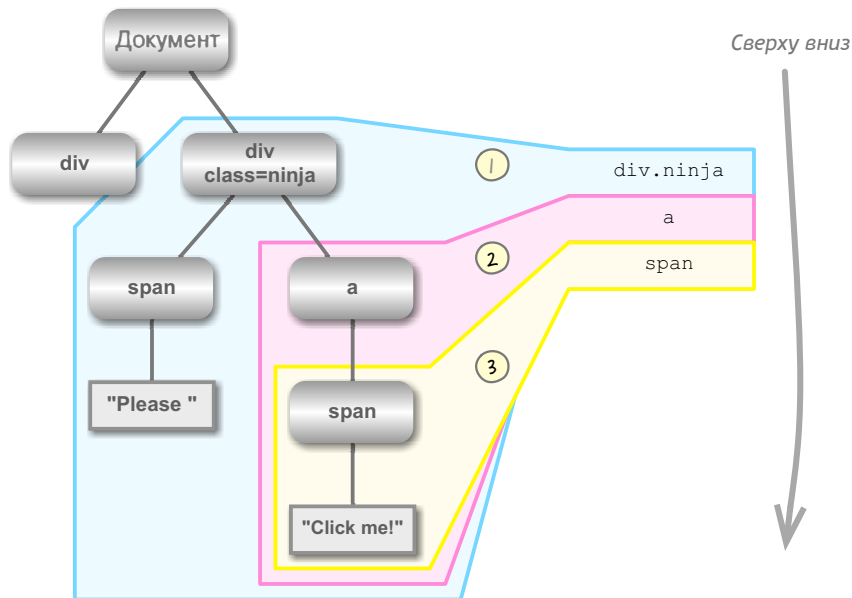 Документ
Сверху вниз
div
div
class=ninja
1
div.ninja
a
2
span
span
a
3
"Please "
span
"Click me!"